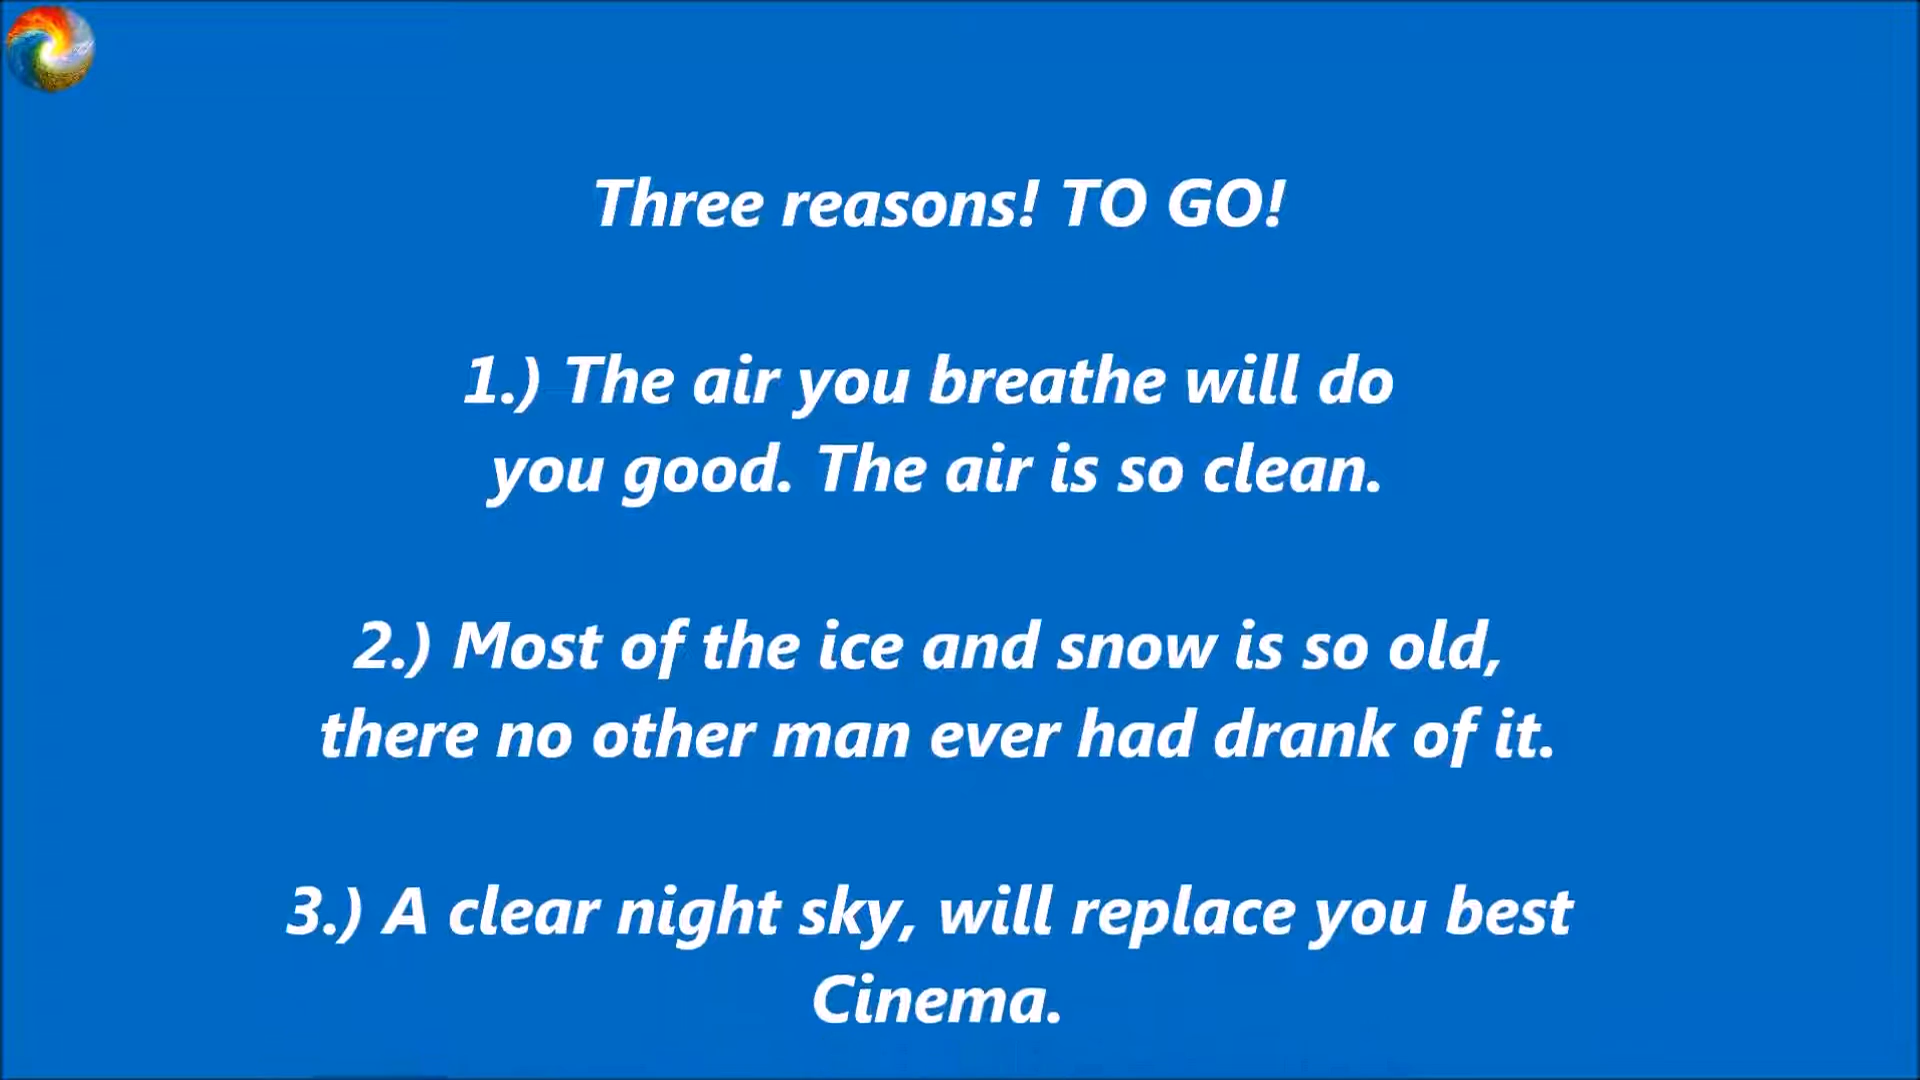 Three reasons! TO GO!
1.) The air you breathe will do
you good. The air is so clean.
2.) Most of the ice and snow is so old,
there no other man ever had drank of it.
3.) A clear night sky, will replace you best
Cinema.